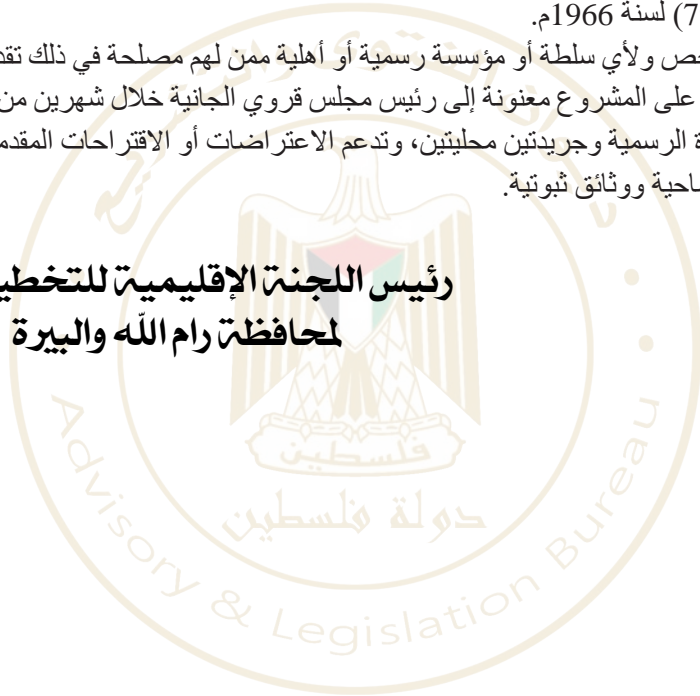 7) لسنة 1966م.
خص ولأي سلطة أو مؤسسة رسمية أو أهلية ممن لهم مصلحة في ذلك
على المشروع معنونة إلى رئيس مجلس قروي الجانية خلال شهرين من
ة الرسمية وجريدتين محليتين، وتدعم الاعتراضات أو الاقتراحات المقدم
ساحية ووثائق ثبوتية.
رئيس اللجنة الإقليمية
لمحافظة رام الله والبيرة
فلسطين
دولة فلسطين
Advisory & Legislation Bureau